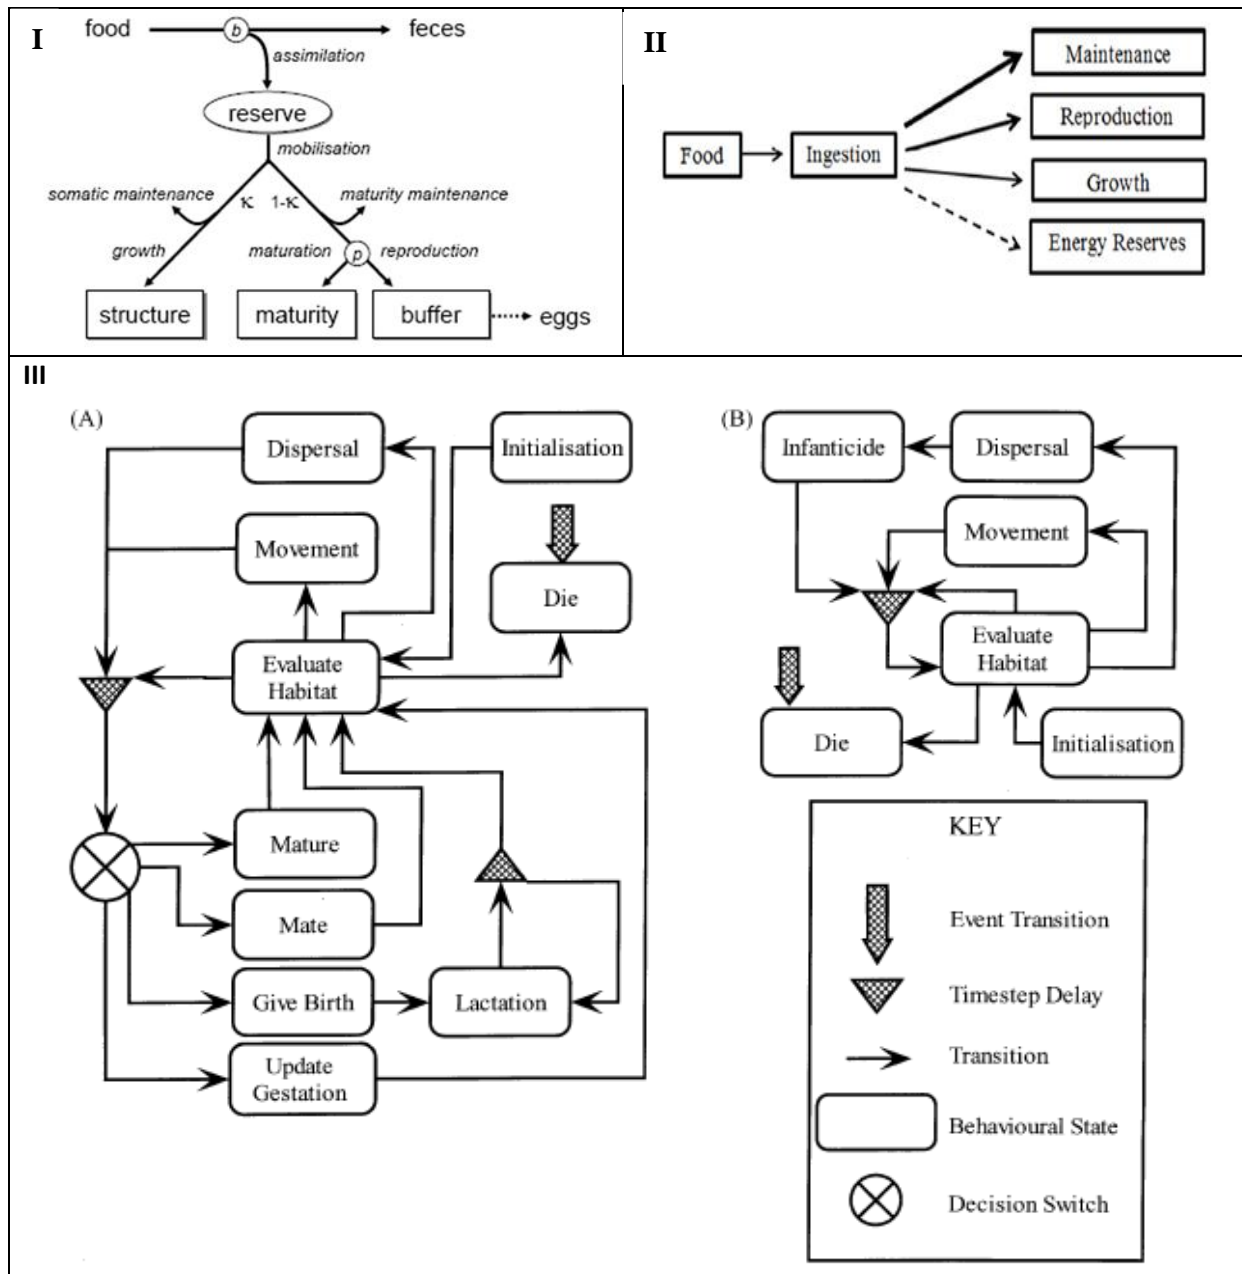 I
food
b
feces
assimilation
reserve
mobilisation
somatic maintenance
κ 1-κ
maturity maintenance
growth
maturation
p
reproduction
structure
maturity
buffer
eggs
II
Food
Ingestion
Maintenance
Reproduction
Growth
Energy Reserves
III
(A)
Dispersal
Initialisation
Movement
Die
Evaluate
Habitat
Mature
Mate
Give Birth
Lactation
Update
Gestation
(B)
Infanticide
Dispersal
Movement
Evaluate
Habitat
Die
Initialisation
KEY
Event Transition
Timestep Delay
Transition
Behavioural State
Decision Switch